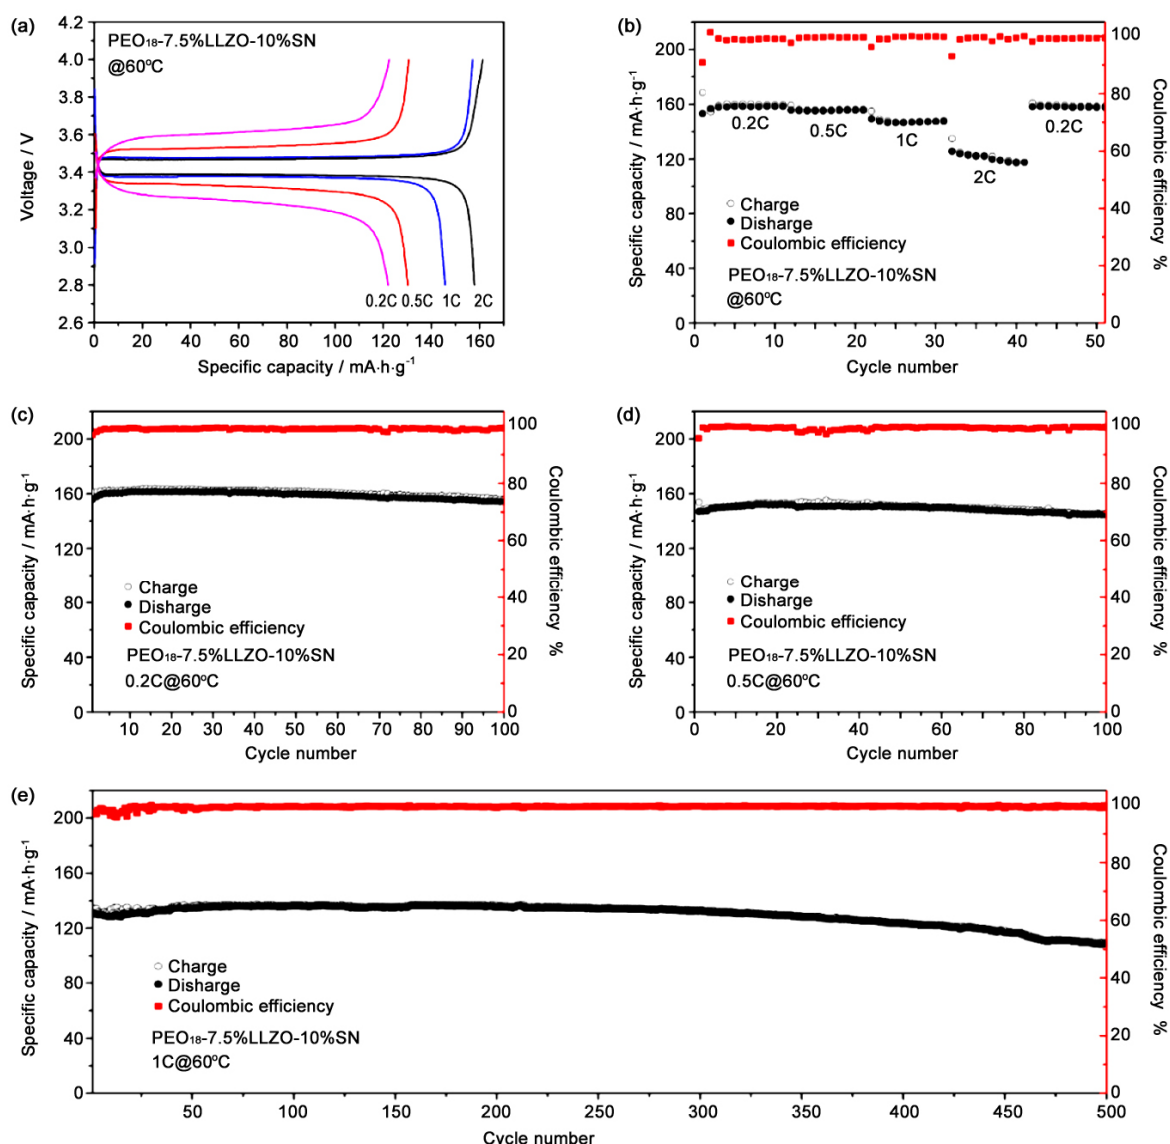 (a)
PEO₁₈-7.5%LLZO-10%SN
@60℃
4.2
4.0
3.8
3.6
3.4
3.2
3.0
2.8
2.6
Voltage / V
0.2C 0.5C 1C 2C
0 20 40 60 80 100 120 140 160
Specific capacity / mA·h·g⁻¹
(b)
200
160
120
80
40
0
Specific capacity / mA·h·g⁻¹
0.2C
0.5C
1C
2C
0.2C
Charge
Disharge
Coulombic efficiency
PEO₁₈-7.5%LLZO-10%SN
@60℃
100
80
60
40
20
0
Coulombic efficiency %
0 10 20 30 40 50
Cycle number
(c)
200
160
120
80
40
0
Specific capacity / mA·h·g⁻¹
Charge
Disharge
Coulombic efficiency
PEO₁₈-7.5%LLZO-10%SN
0.2C@60℃
100
80
60
40
20
0
Coulombic efficiency %
10 20 30 40 50 60 70 80 90 100
Cycle number
(d)
200
160
120
80
40
0
Specific capacity / mA·h·g⁻¹
Charge
Disharge
Coulombic efficiency
PEO₁₈-7.5%LLZO-10%SN
0.5C@60℃
100
80
60
40
20
0
Coulombic efficiency %
0 20 40 60 80 100
Cycle number
(e)
200
160
120
80
40
0
Specific capacity / mA·h·g⁻¹
Charge
Disharge
Coulombic efficiency
PEO₁₈-7.5%LLZO-10%SN
1C@60℃
100
80
60
40
20
0
Coulombic efficiency %
50 100 150 200 250 300 350 400 450 500
Cycle number